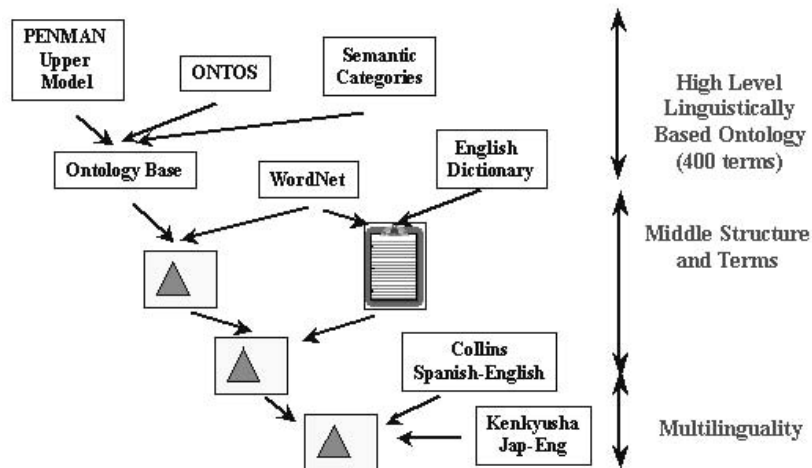 PENMAN
Upper
Model
ONTOS
Semantic
Categories
High Level
Linguistically
Based Ontology
(400 terms)
Ontology Base
WordNet
English
Dictionary
Middle Structure
and Terms
Collins
Spanish-English
Kenkyusha
Jap-Eng
Multilinguality